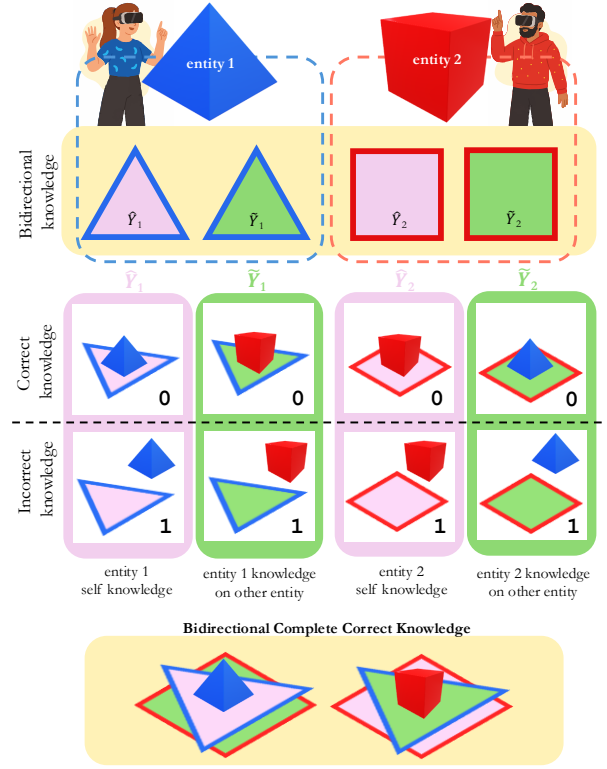 entity 1
entity 2
Bidirectional
knowledge
Ŷ₁
Ỹ₁
Ŷ₂
Ỹ₂
Ŷ₁
Ỹ₁
Ŷ₂
Ỹ₂
Correct
knowledge
0
0
0
0
Incorrect
knowledge
1
1
1
1
entity 1
self knowledge
entity 1 knowledge
on other entity
entity 2
self knowledge
entity 2 knowledge
on other entity
Bidirectional Complete Correct Knowledge